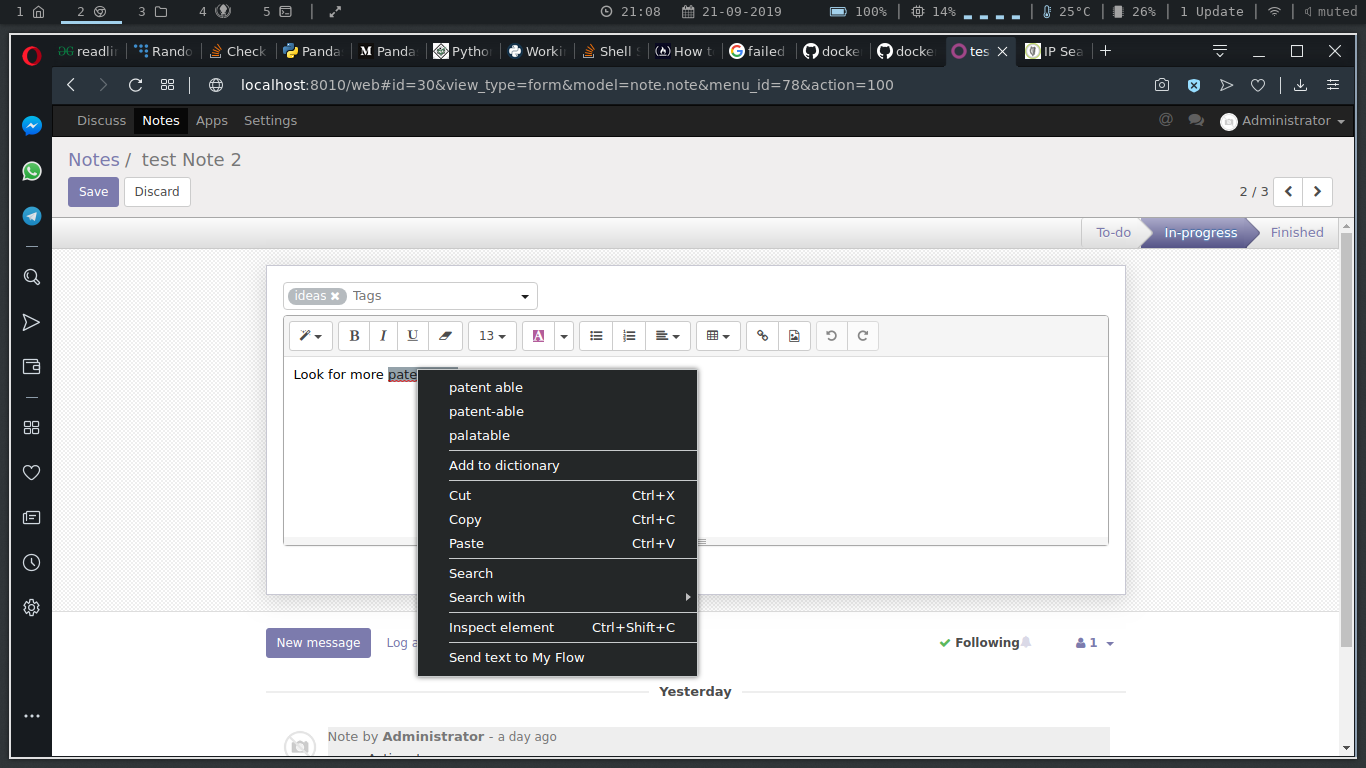 1 2 3 4 5 21:08 21-09-2019 100% 14% 25°C 26% 1 Update muted
readli Rando Check Panda Panda Pytho Worki Shell S How t failed docke docke tes IP Sea
localhost:8010/web#id=30&view_type=form&model=note.note&menu_id=78&action=100
Discuss Notes Apps Settings @ Administrator
Notes / test Note 2
Save Discard 2 / 3
To-do In-progress Finished
ideas Tags
B I U 13 A
Look for more pate
patent able
patent-able
palatable
Add to dictionary
Cut Ctrl+X
Copy Ctrl+C
Paste Ctrl+V
Search
Search with
Inspect element Ctrl+Shift+C
Send text to My Flow
New message Log a Following 1
Yesterday
Note by Administrator - a day ago